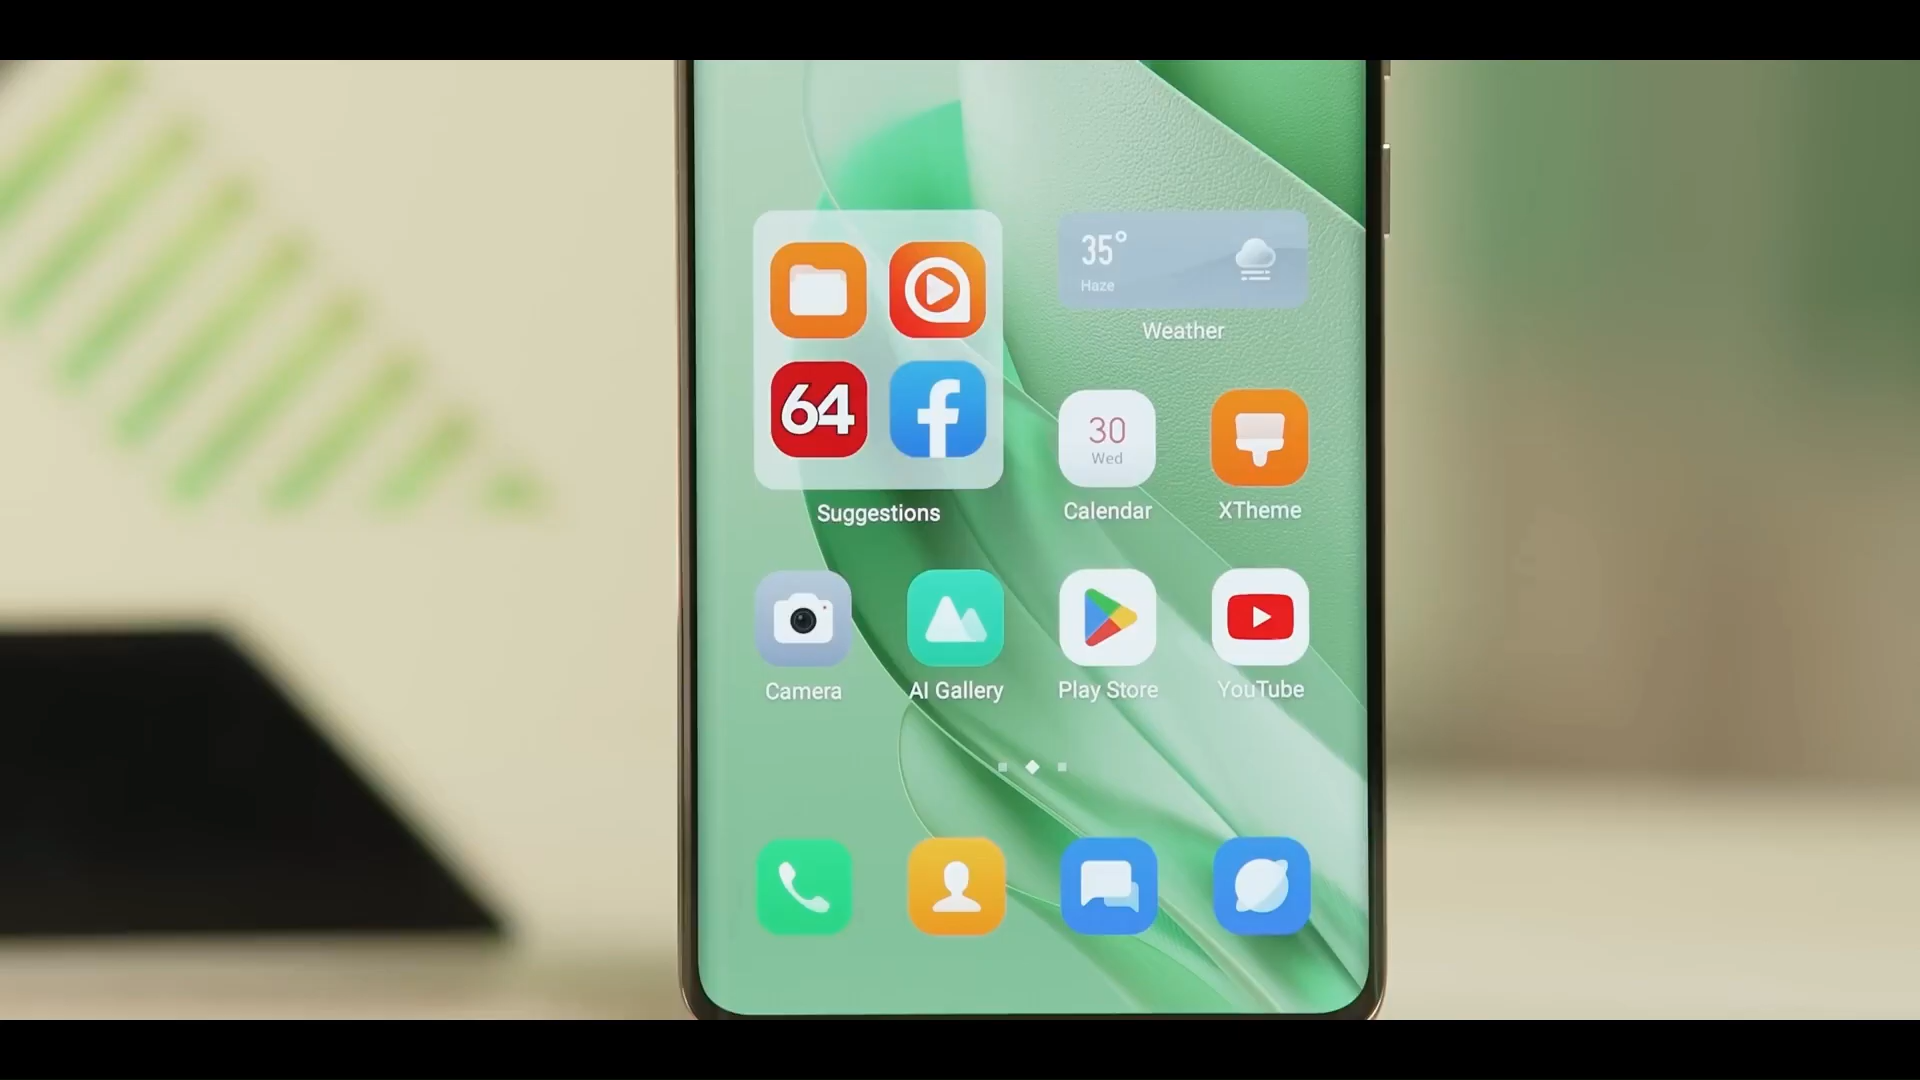 35°
Haze
Weather
64
Suggestions
30
Wed
Calendar
XTheme
Camera
AI Gallery
Play Store
YouTube